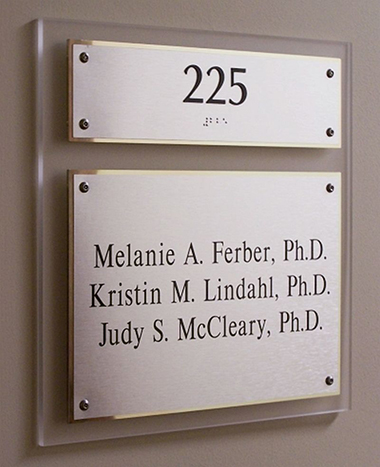 225
Melanie A. Ferber, Ph.D.
Kristin M. Lindahl, Ph.D.
Judy S. McCleary, Ph.D.